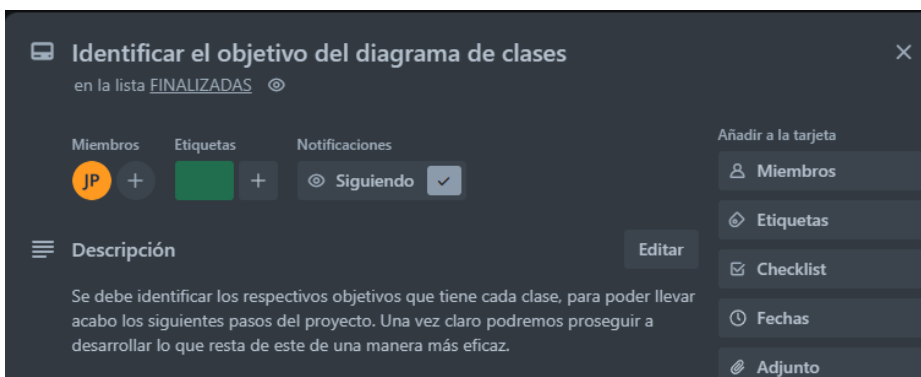 Identificar el objetivo del diagrama de clases
en la lista FINALIZADAS
Miembros
Etiquetas
Notificaciones
JP
Siguiendo
Descripción
Editar
Se debe identificar los respectivos objetivos que tiene cada clase, para poder llevar
acabo los siguientes pasos del proyecto. Una vez claro podremos proseguir a
desarrollar lo que resta de este de una manera más eficaz.
Añadir a la tarjeta
Miembros
Etiquetas
Checklist
Fechas
Adjunto